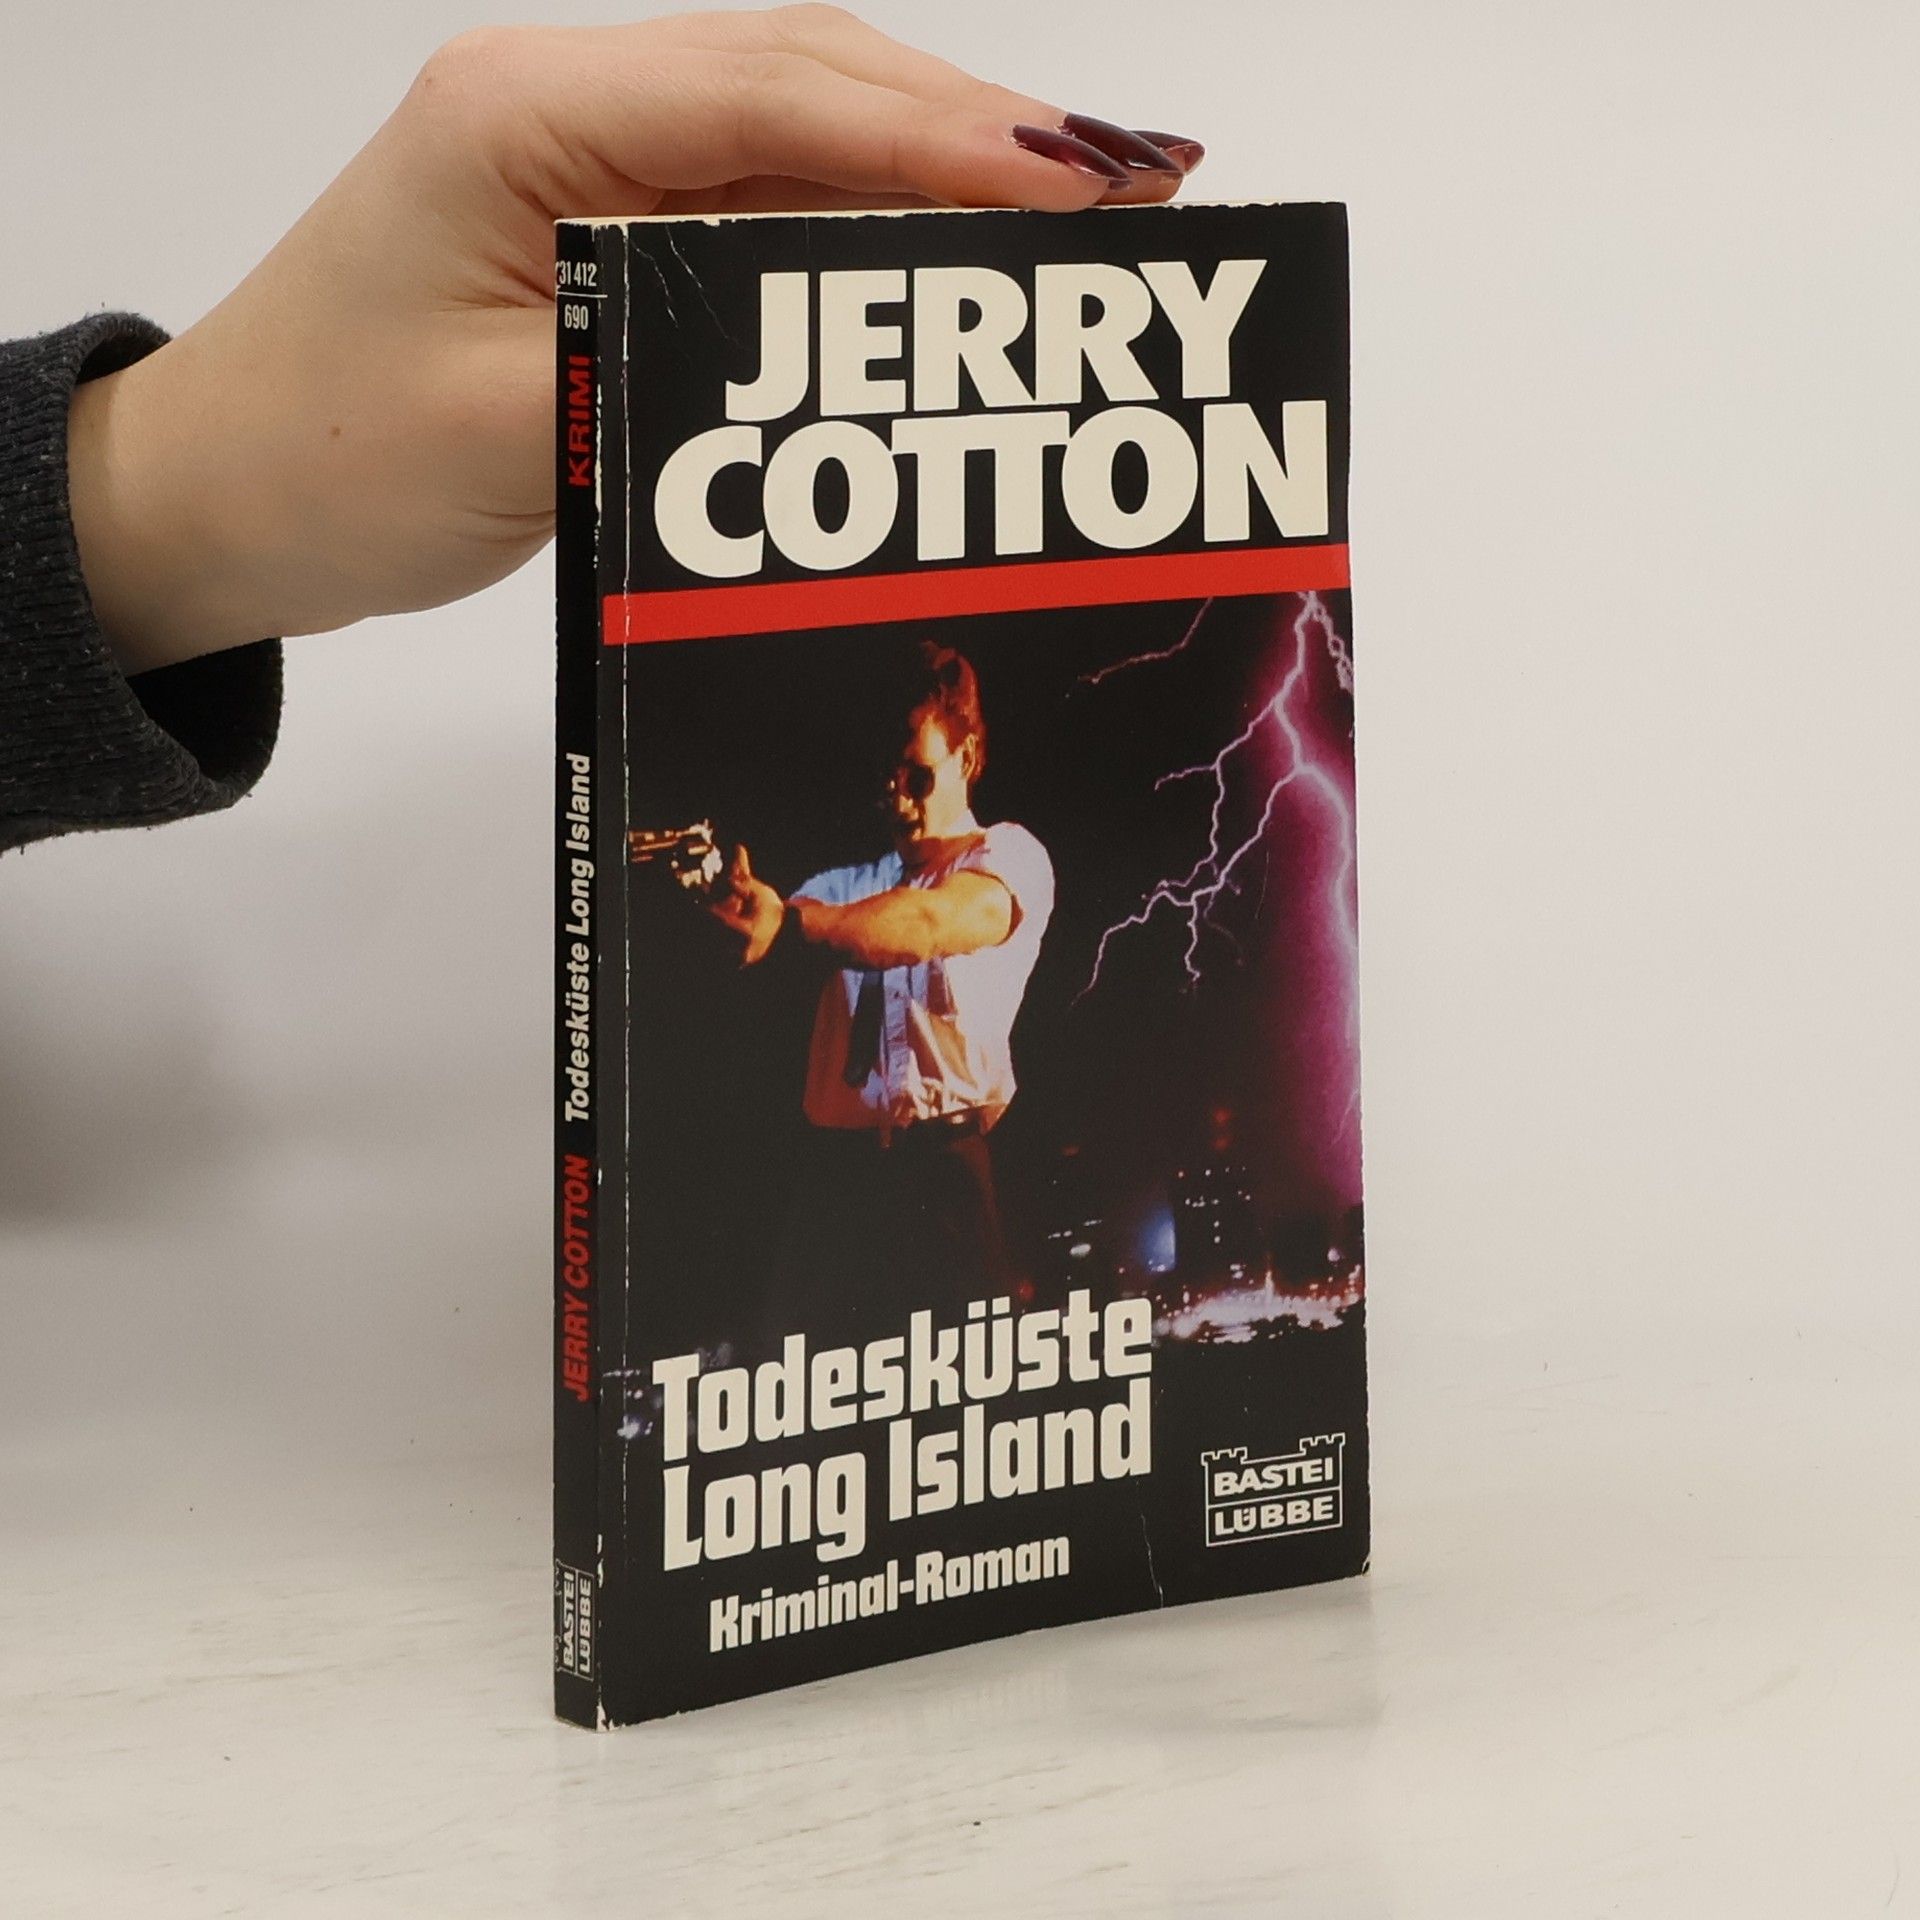 31 412
690
KRIMI
JERRY COTTON Todesküste Long Island
BASTEI
LÜBBE
JERRY
COTTON
Todesküste
Long Island
Kriminal-Roman
BASTEI
LÜBBE